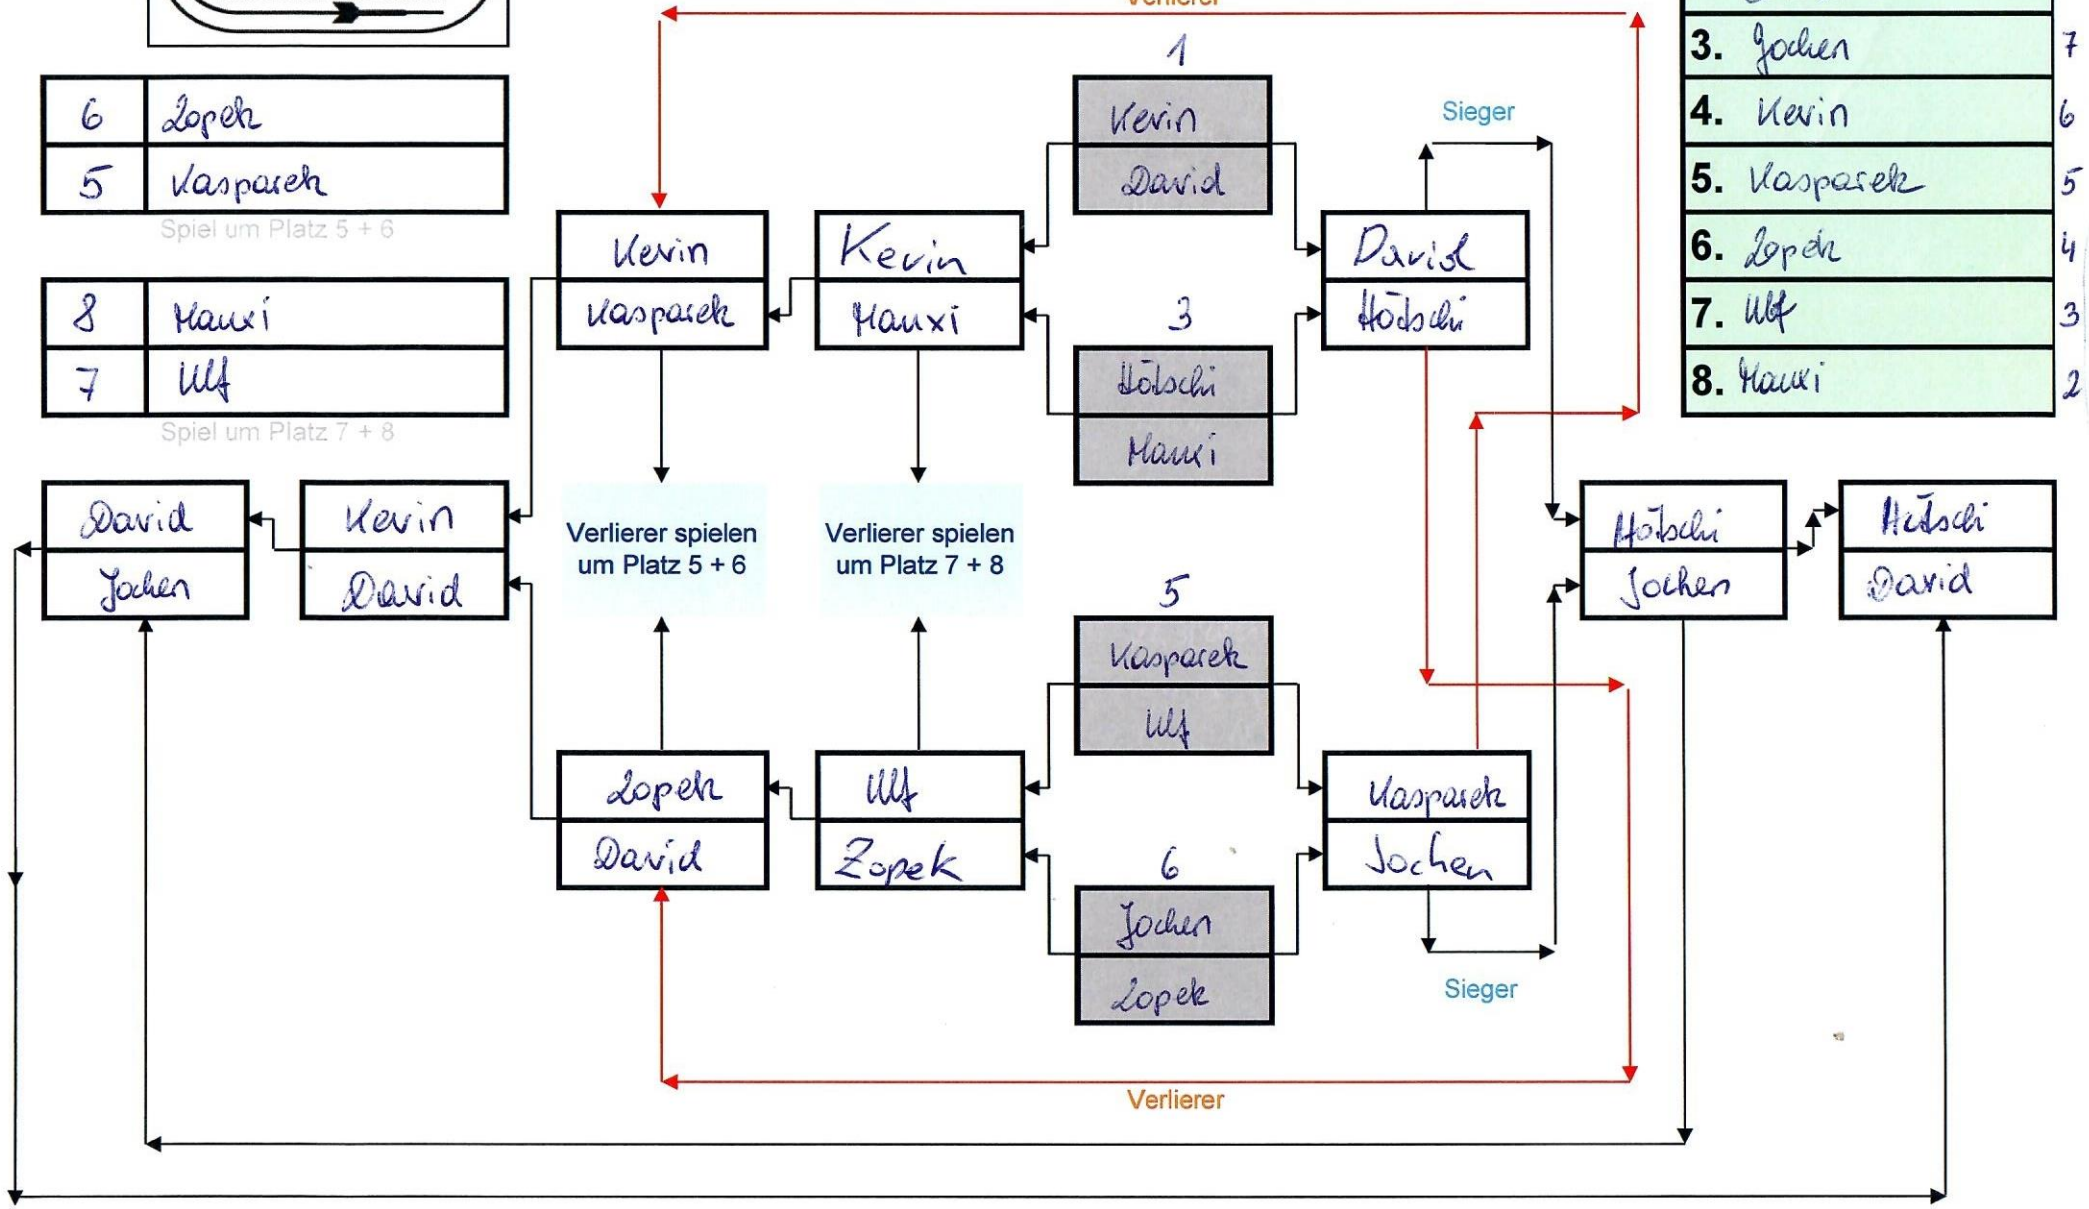 Verlierer
3. Jochen 7
4. Kevin 6
5. Kasparek 5
6. Zopek 4
7. Ulf 3
8. Manxi 2
6 Zopek
5 Kasparek
Spiel um Platz 5 + 6
8 Manxi
7 Ulf
Spiel um Platz 7 + 8
1
Kevin
David
Sieger
Kevin
Kasparek
Kevin
Manxi
David
Hötschi
3
Hötschi
Manxi
David
Jochen
Kevin
David
Verlierer spielen
um Platz 5 + 6
Verlierer spielen
um Platz 7 + 8
Hötschi
Jochen
Hötschi
David
5
Kasparek
Ulf
Zopek
David
Ulf
Zopek
Kasparek
Jochen
6
Jochen
Zopek
Sieger
Verlierer